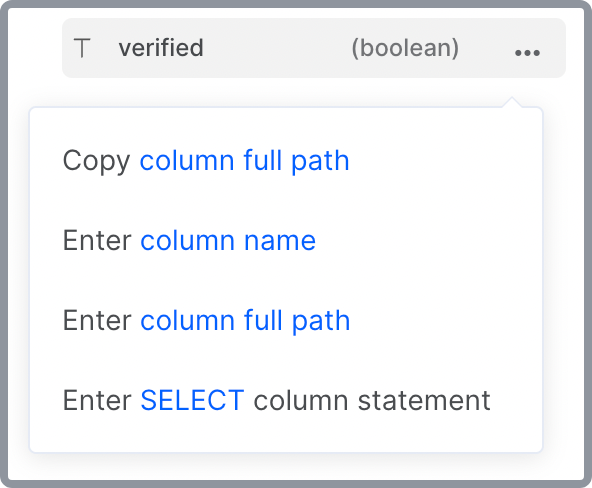 T verified (boolean) ...
Copy column full path
Enter column name
Enter column full path
Enter SELECT column statement